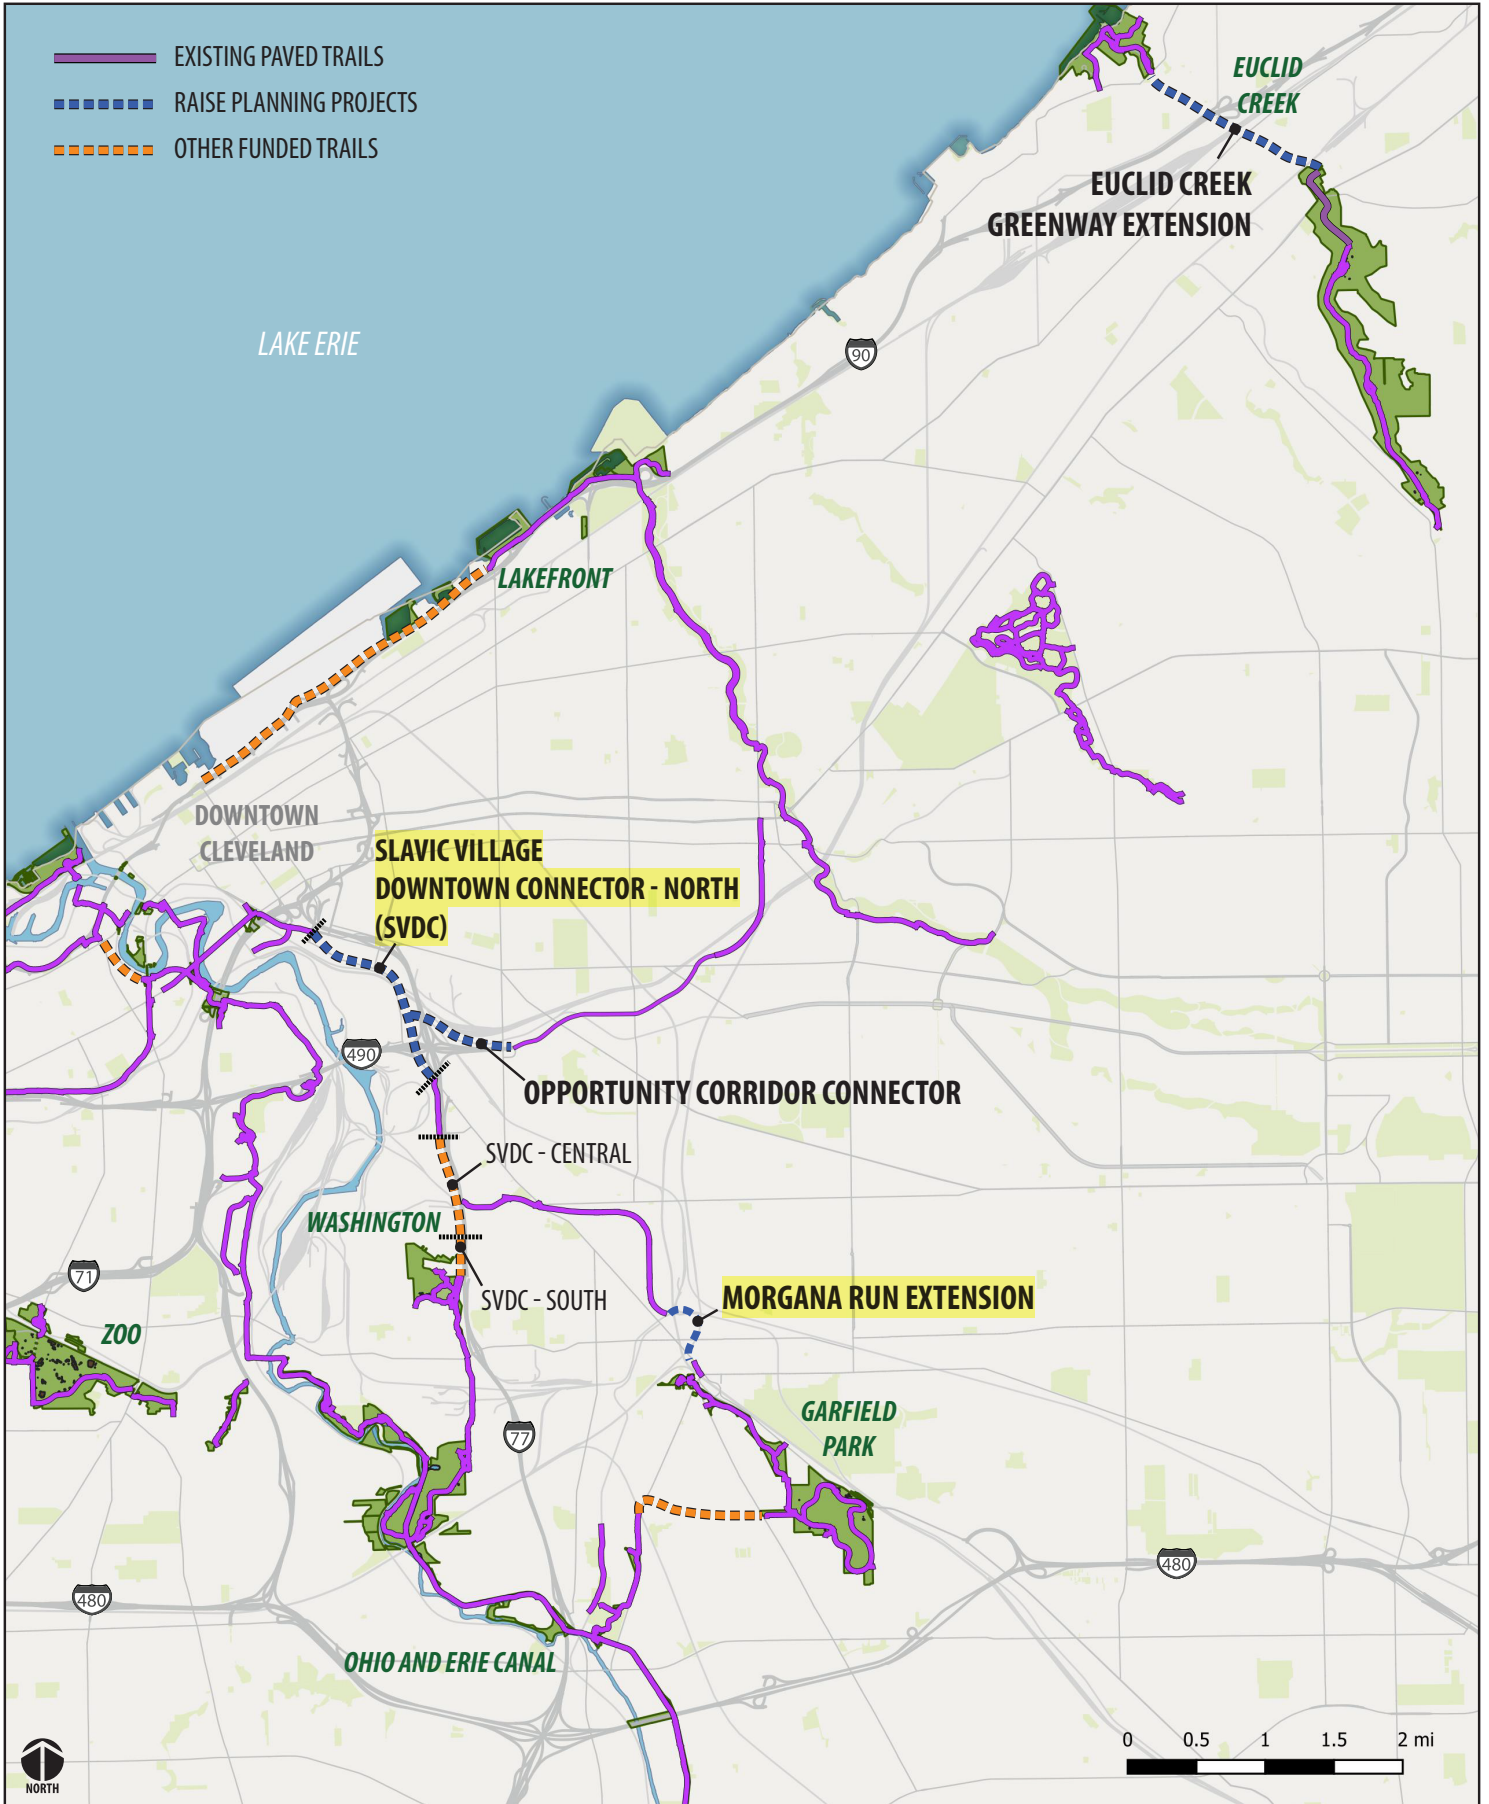 EXISTING PAVED TRAILS
RAISE PLANNING PROJECTS
OTHER FUNDED TRAILS
EUCLID
CREEK
EUCLID CREEK
GREENWAY EXTENSION
LAKE ERIE
90
LAKEFRONT
DOWNTOWN
CLEVELAND
SLAVIC VILLAGE
DOWNTOWN CONNECTOR - NORTH
(SVDC)
490
OPPORTUNITY CORRIDOR CONNECTOR
SVDC - CENTRAL
WASHINGTON
71
SVDC - SOUTH
MORGANA RUN EXTENSION
ZOO
GARFIELD
PARK
77
480
480
OHIO AND ERIE CANAL
0 0.5 1 1.5 2 mi
NORTH